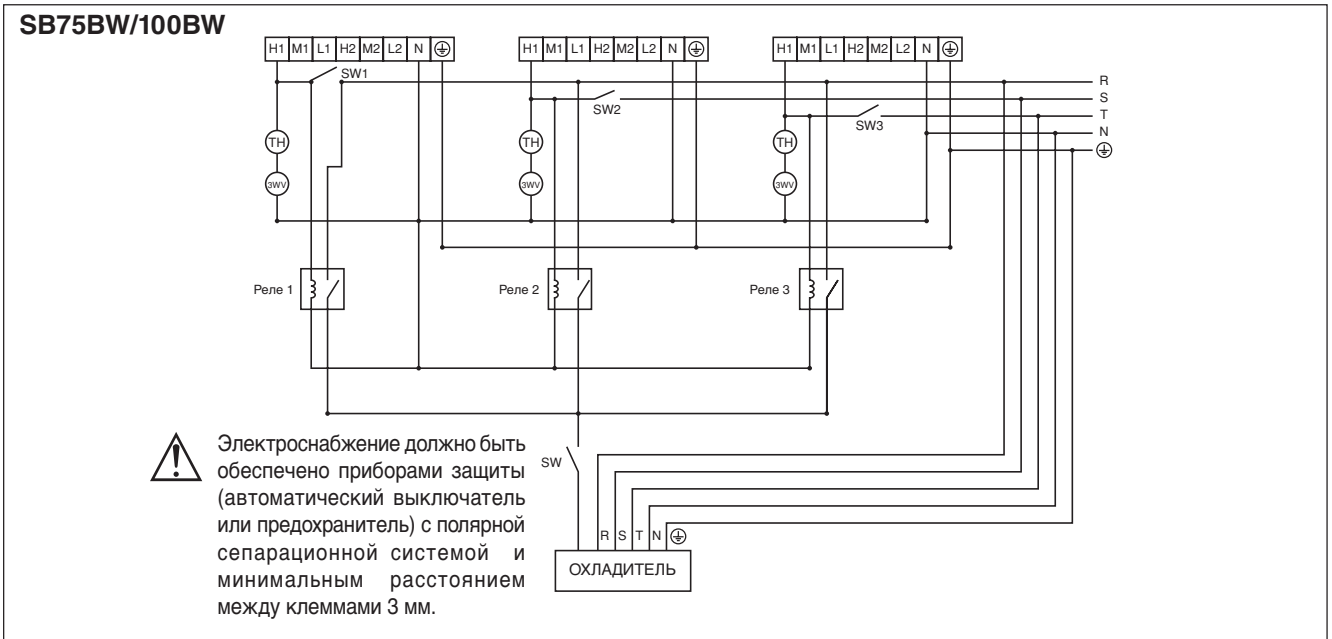 SB75BW/100BW
H1 M1 L1 H2 M2 L2 N
H1 M1 L1 H2 M2 L2 N
H1 M1 L1 H2 M2 L2 N
SW1
R
S
SW2
T
SW3
N
TH
TH
TH
3WV
3WV
3WV
Реле 1
Реле 2
Реле 3
Электроснабжение должно быть
обеспечено приборами защиты
(автоматический выключатель
или предохранитель) с полярной
сепарационной системой и
минимальным расстоянием
между клеммами 3 мм.
SW
R S T N
ОХЛАДИТЕЛЬ